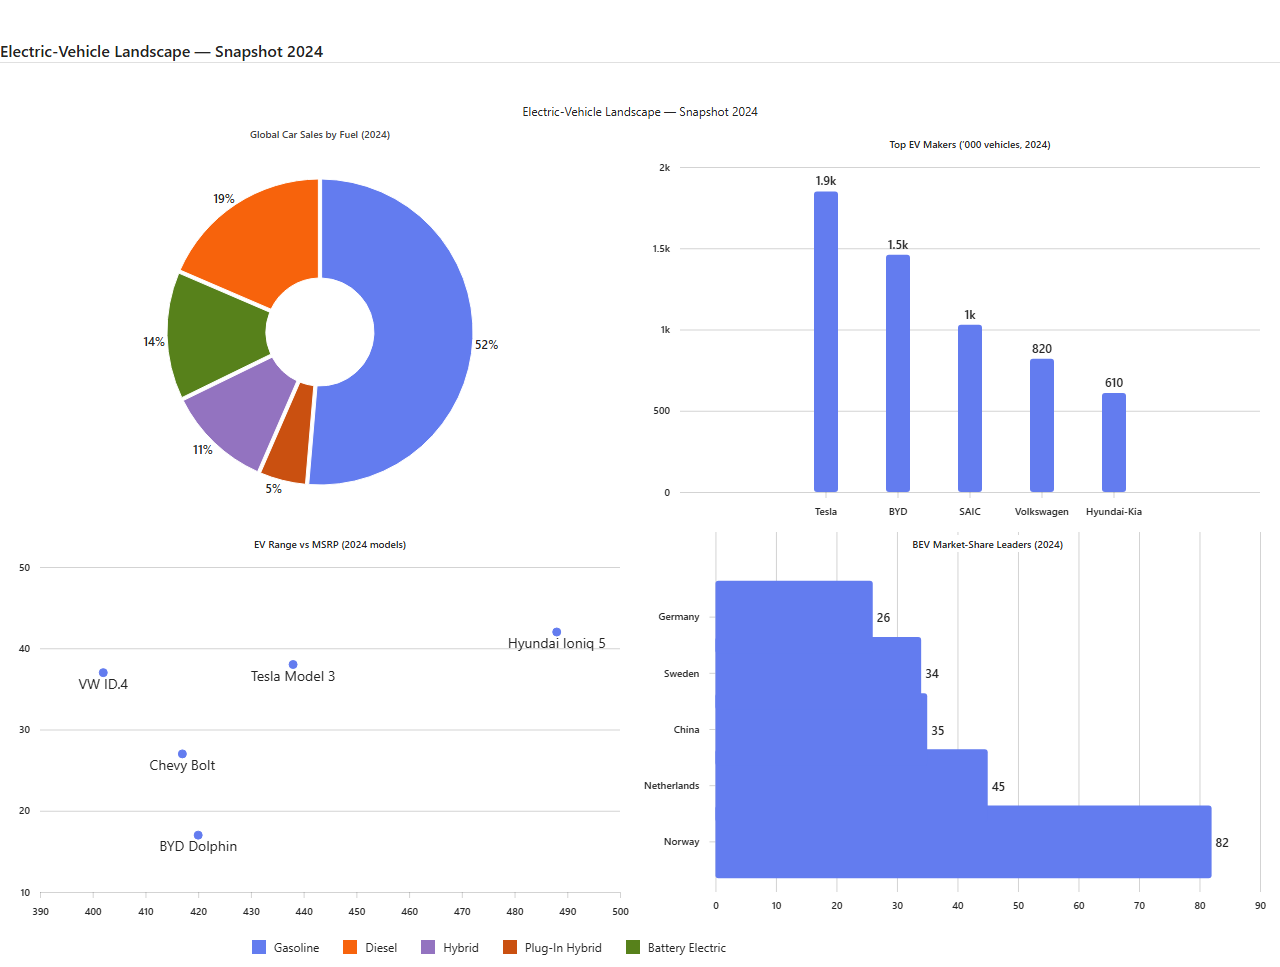 Electric-Vehicle Landscape — Snapshot 2024
Electric-Vehicle Landscape — Snapshot 2024
Global Car Sales by Fuel (2024)
19%
14%
52%
11%
5%
Top EV Makers ('000 vehicles, 2024)
2k
1.9k
1.5k
1.5k
1k
1k
820
610
500
0
Tesla BYD SAIC Volkswagen Hyundai-Kia
EV Range vs MSRP (2024 models)
50
Hyundai Ioniq 5
40
Tesla Model 3
VW ID.4
30
Chevy Bolt
20
BYD Dolphin
10
390 400 410 420 430 440 450 460 470 480 490 500
BEV Market-Share Leaders (2024)
Germany 26
Sweden 34
China 35
Netherlands 45
Norway 82
0 10 20 30 40 50 60 70 80 90
Gasoline Diesel Hybrid Plug-In Hybrid Battery Electric